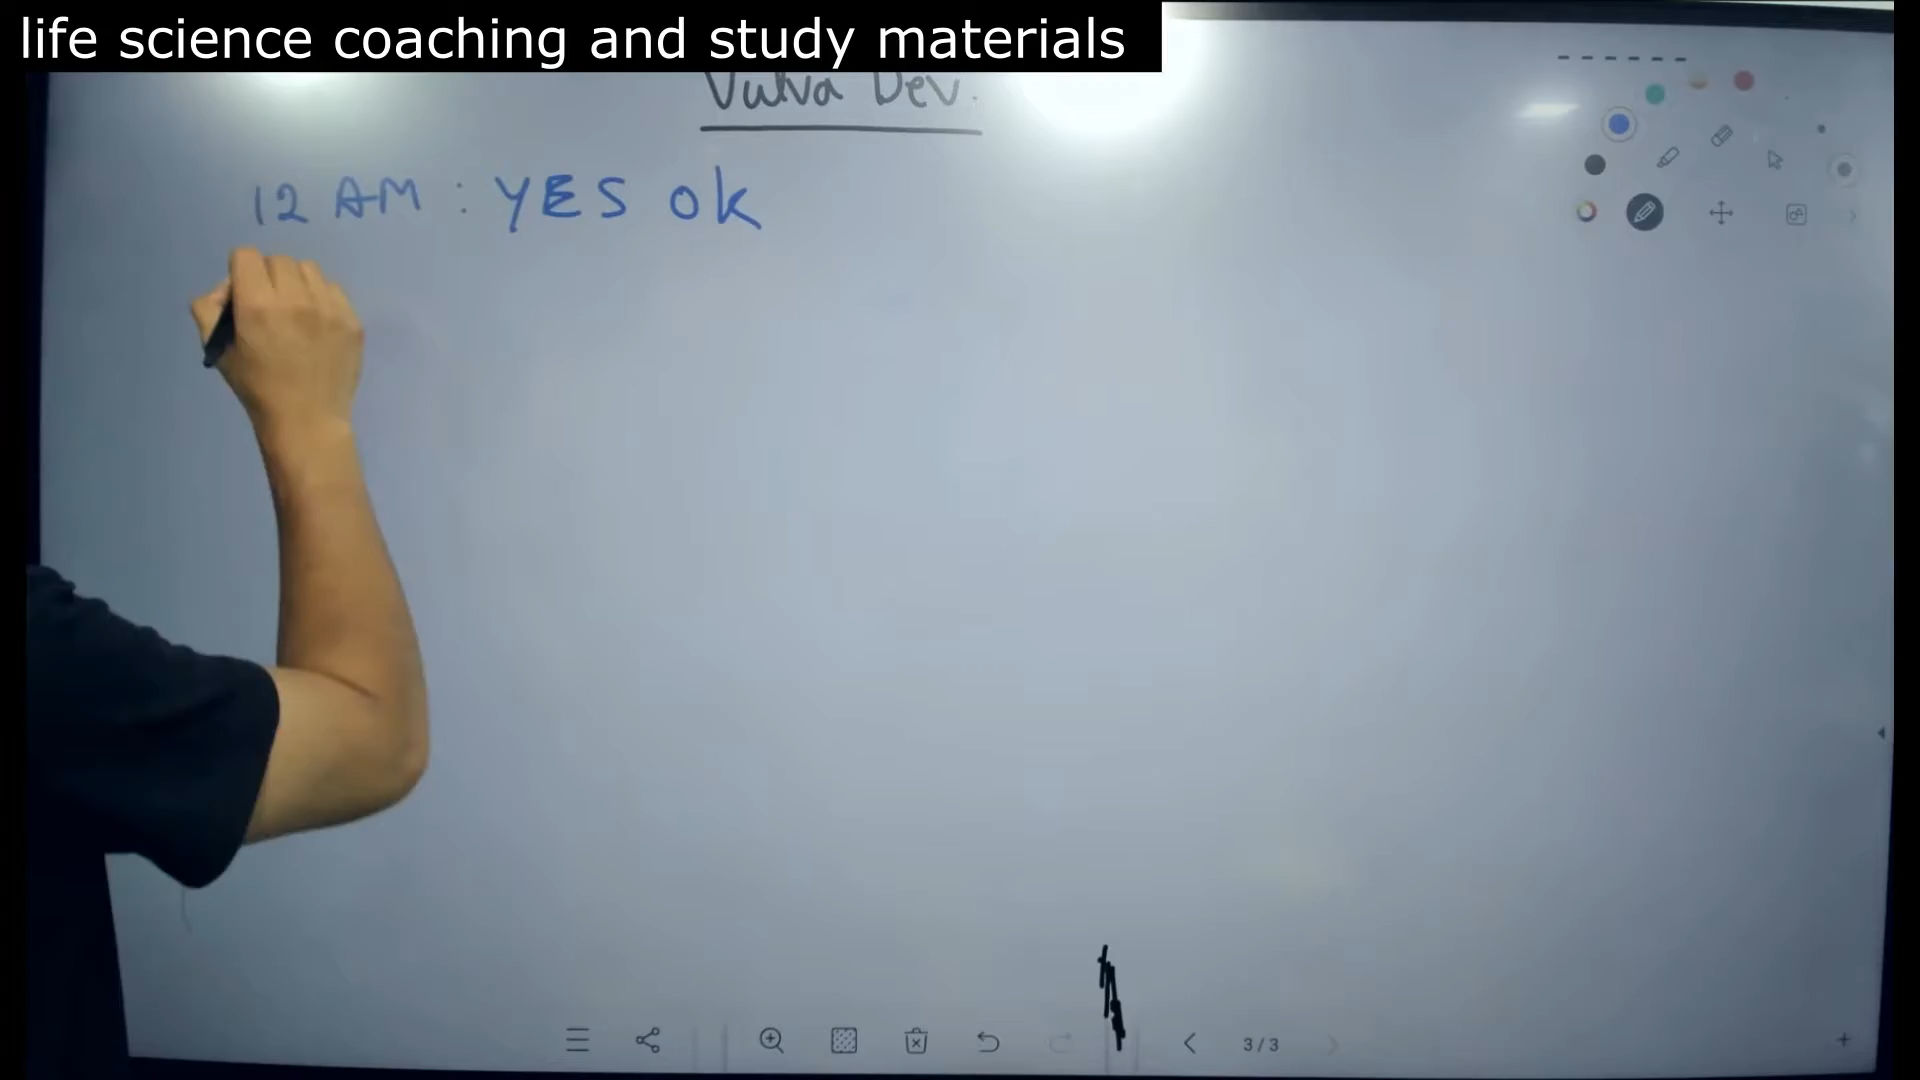 life science coaching and study materials
Vulva Dev.
12 AM : YES Ok
3/3